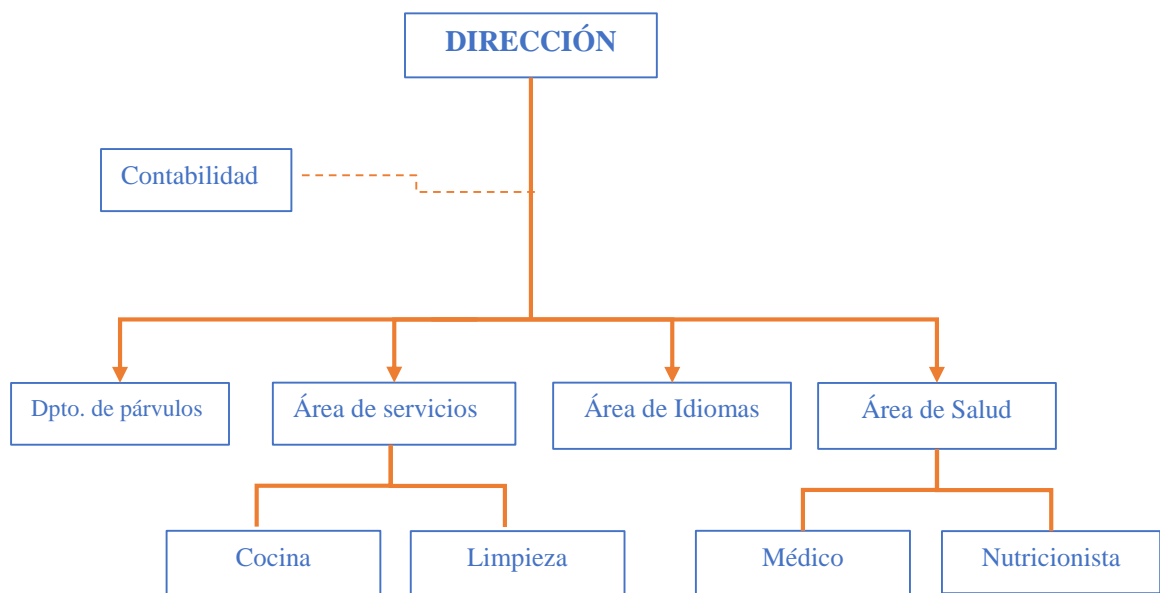 DIRECCIÓN
Contabilidad
Dpto. de párvulos
Área de servicios
Área de Idiomas
Área de Salud
Cocina
Limpieza
Médico
Nutricionista